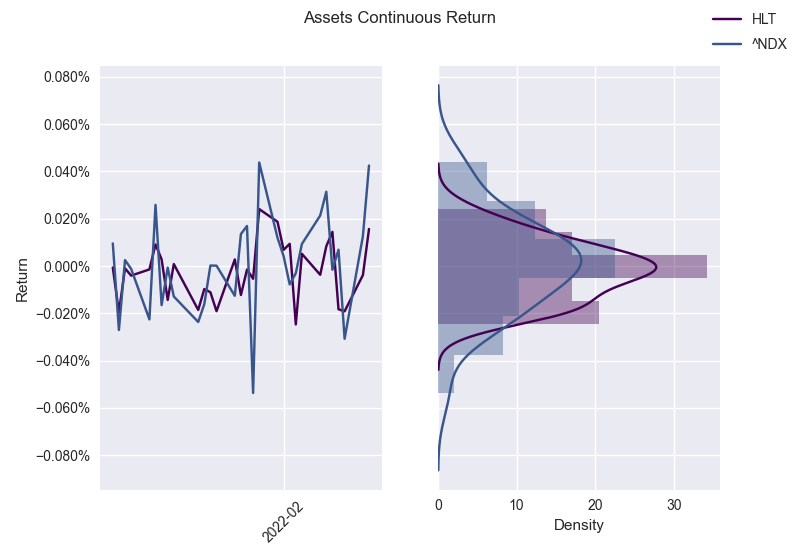 Assets Continuous Return
HLT
^NDX
0.080%
0.060%
0.040%
0.020%
0.000%
−0.020%
−0.040%
−0.060%
−0.080%
Return
2022-02
0 10 20 30
Density